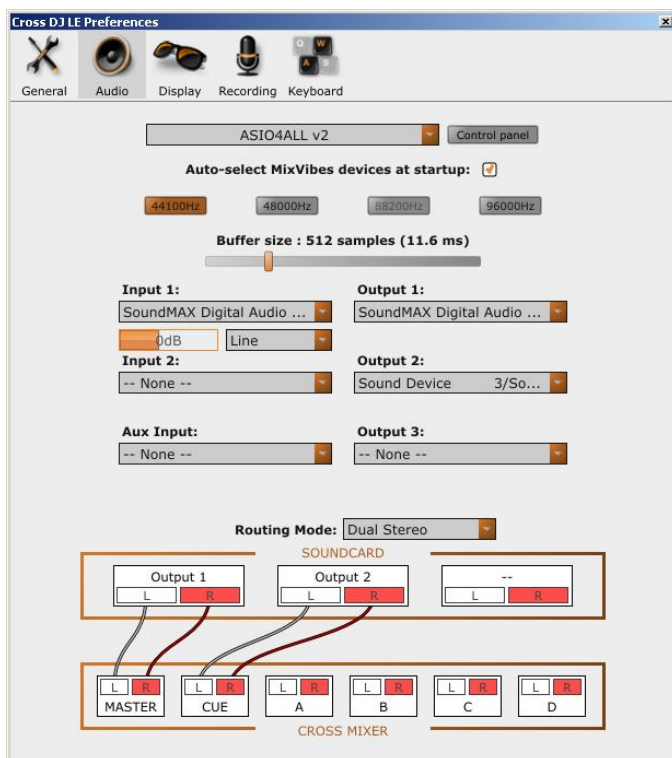 Cross DJ LE Preferences
General Audio Display Recording Keyboard
ASIO4ALL v2 Control panel
Auto-select MixVibes devices at startup:
44100Hz 48000Hz 88200Hz 96000Hz
Buffer size : 512 samples (11.6 ms)
Input 1: Output 1:
SoundMAX Digital Audio ... SoundMAX Digital Audio ...
0dB Line
Input 2: Output 2:
-- None -- Sound Device 3/So...
Aux Input: Output 3:
-- None -- -- None --
Routing Mode: Dual Stereo
SOUNDCARD
Output 1 Output 2 --
L R L R L R
L R L R L R L R L R L R
MASTER CUE A B C D
CROSS MIXER